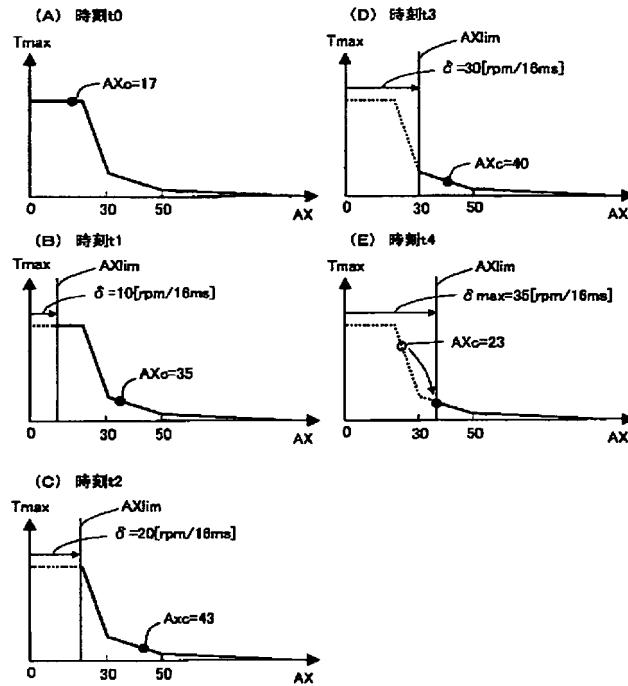 (A) 時刻t0
Tmax
AXc=17
0
30
50
AX
(B) 時刻t1
Tmax
AXlim
δ=10[rpm/16ms]
AXc=35
0
30
50
AX
(C) 時刻t2
Tmax
AXlim
δ=20[rpm/16ms]
Axc=43
0
30
50
AX
(D) 時刻t3
Tmax
AXlim
δ=30[rpm/16ms]
AXc=40
0
30
50
AX
(E) 時刻t4
Tmax
AXlim
δmax=35[rpm/16ms]
AXc=23
0
30
50
AX